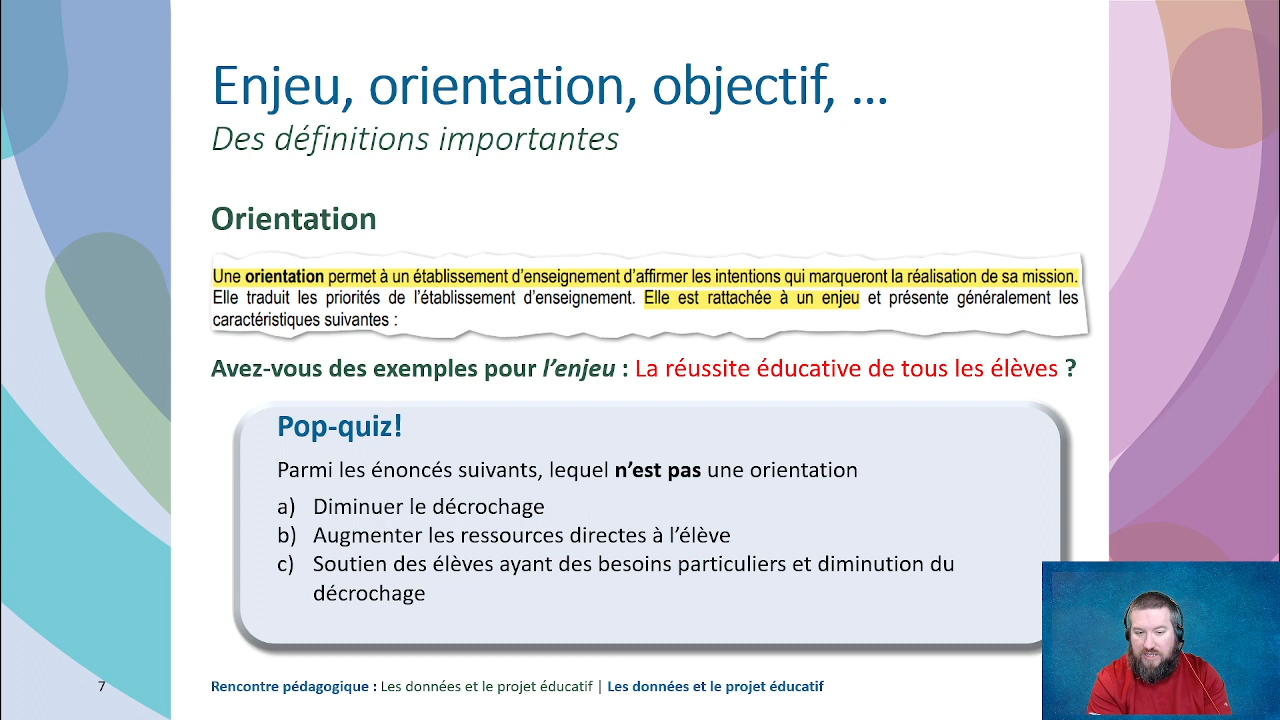 Enjeu, orientation, objectif, …
Des définitions importantes
Orientation
Une orientation permet à un établissement d’enseignement d’affirmer les intentions qui marqueront la réalisation de sa mission.
Elle traduit les priorités de l’établissement d’enseignement. Elle est rattachée à un enjeu et présente généralement les
caractéristiques suivantes :
Avez-vous des exemples pour l’enjeu : La réussite éducative de tous les élèves ?
Pop-quiz!
Parmi les énoncés suivants, lequel n’est pas une orientation
a) Diminuer le décrochage
b) Augmenter les ressources directes à l’élève
c) Soutien des élèves ayant des besoins particuliers et diminution du
décrochage
7
Rencontre pédagogique : Les données et le projet éducatif | Les données et le projet éducatif